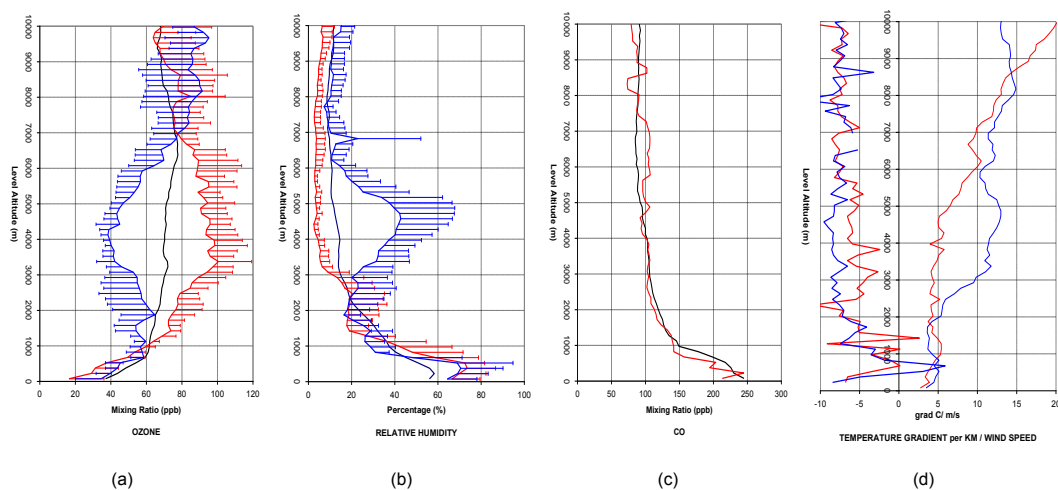 10000
9000
8000
7000
6000
5000
4000
3000
2000
1000
0
Level Altitude (m)
0 20 40 60 80 100 120
Mixing Ratio (ppb)
OZONE
(a)
10000
9000
8000
7000
6000
5000
4000
3000
2000
1000
0
Level Altitude (m)
0 20 40 60 80 100
Percentage (%)
RELATIVE HUMIDITY
(b)
10000
9000
8000
7000
6000
5000
4000
3000
2000
1000
0
Level Altitude (m)
0 50 100 150 200 250 300
Mixing Ratio (ppb)
CO
(c)
10000
9000
8000
7000
6000
5000
4000
3000
2000
1000
0
Level Altitude (m)
-10 -5 0 5 10 15 20
grad C/ m/s
TEMPERATURE GRADIENT per KM / WIND SPEED
(d)